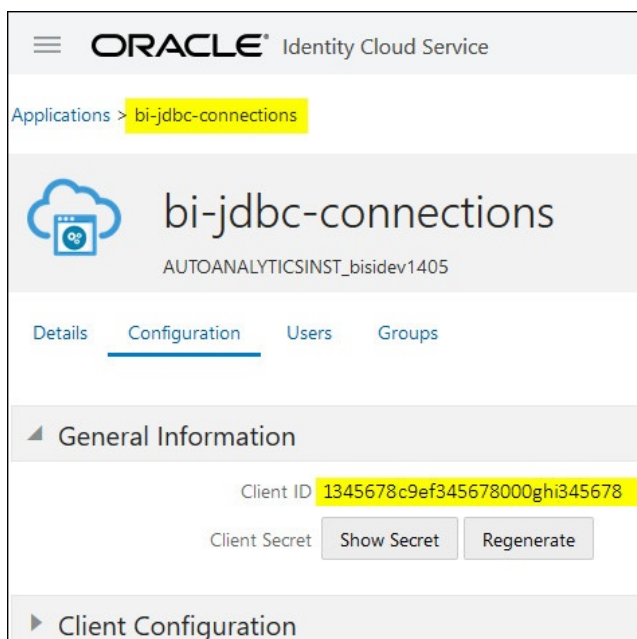 ORACLE® Identity Cloud Service
Applications > bi-jdbc-connections
bi-jdbc-connections
AUTOANALYTICSINST_bisidev1405
Details Configuration Users Groups
General Information
Client ID 1345678c9ef345678000ghi345678
Client Secret Show Secret Regenerate
Client Configuration